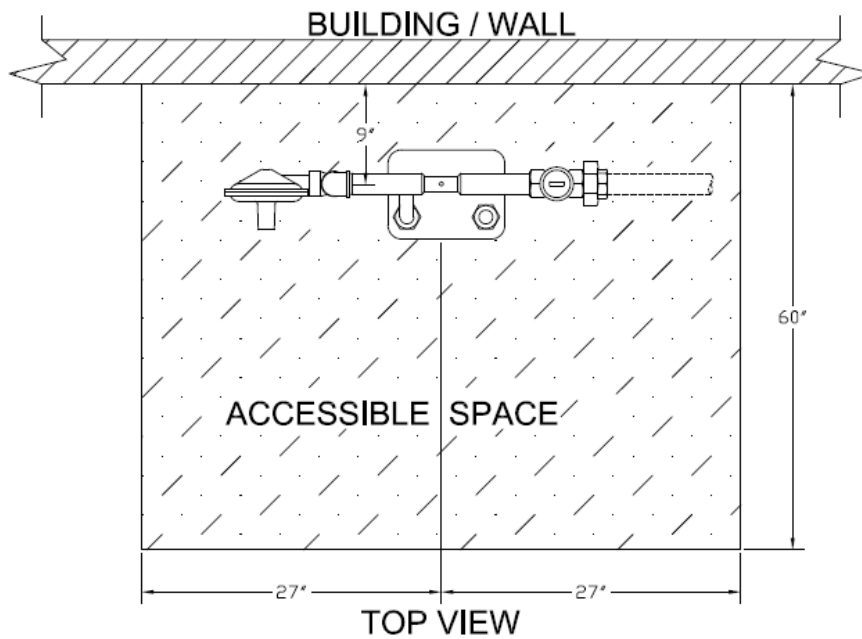 BUILDING / WALL
9"
60"
ACCESSIBLE SPACE
27"
27"
TOP VIEW